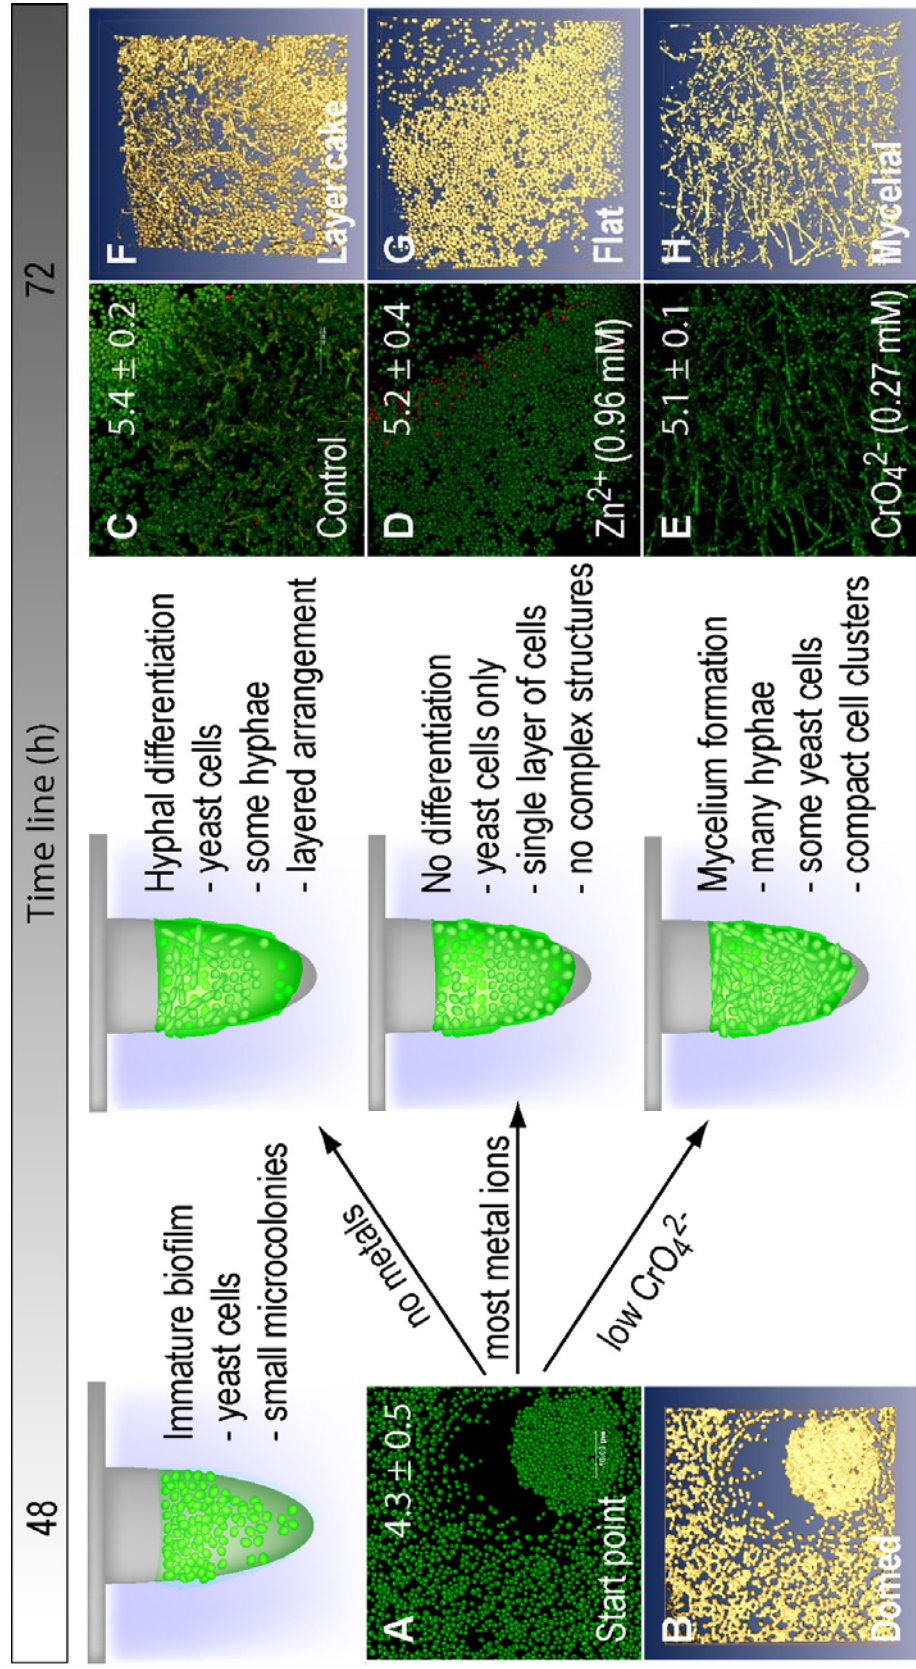 Time line (h)
48
72
Immature biofilm
- yeast cells
- small microcolonies
A
4.3 ± 0.5
Start point
B
Domed
no metals
most metal ions
low CrO₄²⁻
Hyphal differentiation
- yeast cells
- some hyphae
- layered arrangement
No differentiation
- yeast cells only
- single layer of cells
- no complex structures
Mycelium formation
- many hyphae
- some yeast cells
- compact cell clusters
C
5.4 ± 0.2
Control
F
Layer cake
D
5.2 ± 0.4
Zn²⁺ (0.96 mM)
G
Flat
E
5.1 ± 0.1
CrO₄²⁻ (0.27 mM)
H
Mycelial